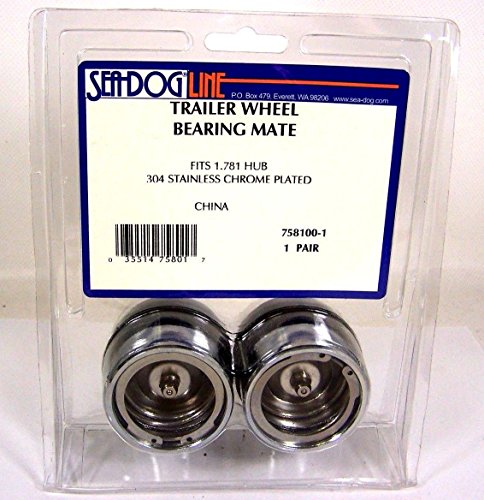 SEA-DOG LINE
P.O. Box 479, Everett, WA 98206 www.sea-dog.com
TRAILER WHEEL
BEARING MATE
FITS 1.781 HUB
304 STAINLESS CHROME PLATED
CHINA
758100-1
1 PAIR
0 35514 75801 7